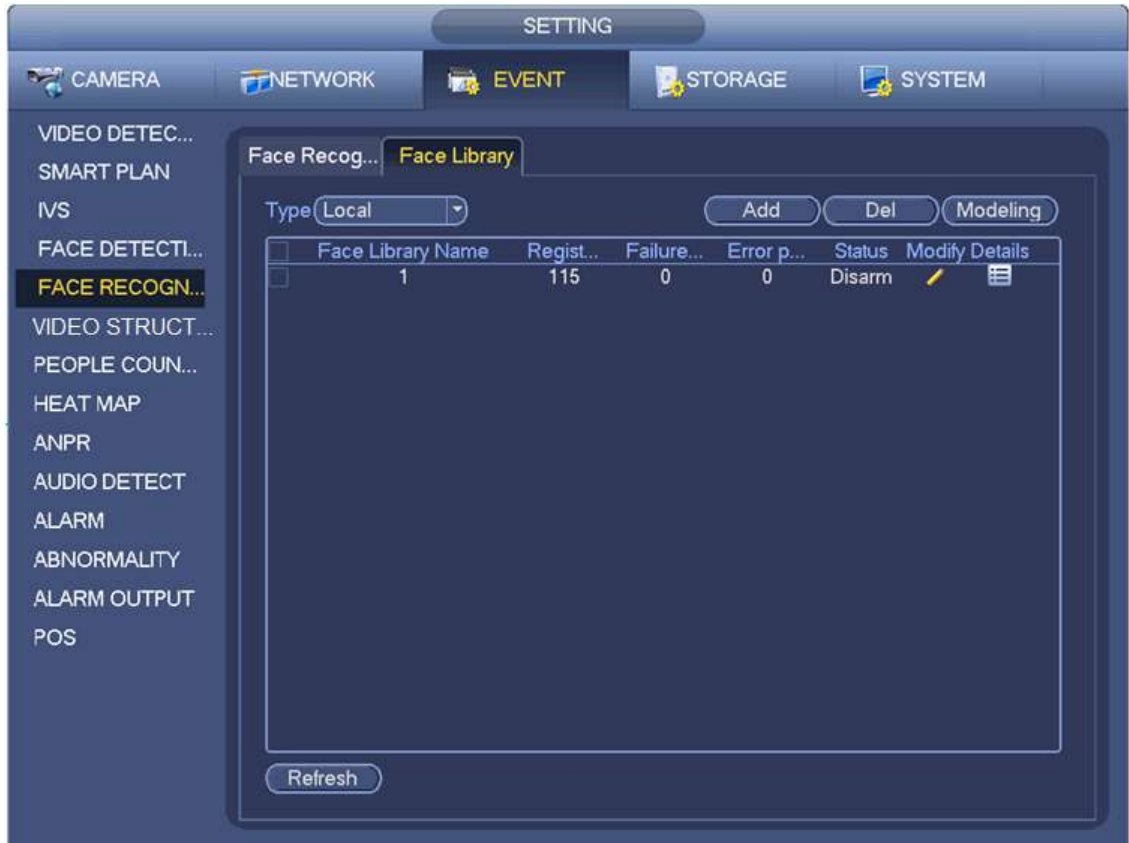 SETTING
CAMERA NETWORK EVENT STORAGE SYSTEM
VIDEO DETEC...
SMART PLAN
IVS
FACE DETECTI...
FACE RECOGN...
VIDEO STRUCT...
PEOPLE COUN...
HEAT MAP
ANPR
AUDIO DETECT
ALARM
ABNORMALITY
ALARM OUTPUT
POS
Face Recog... Face Library
Type Local Add Del Modeling
Face Library Name Regist... Failure... Error p... Status Modify Details
1 115 0 0 Disarm
Refresh